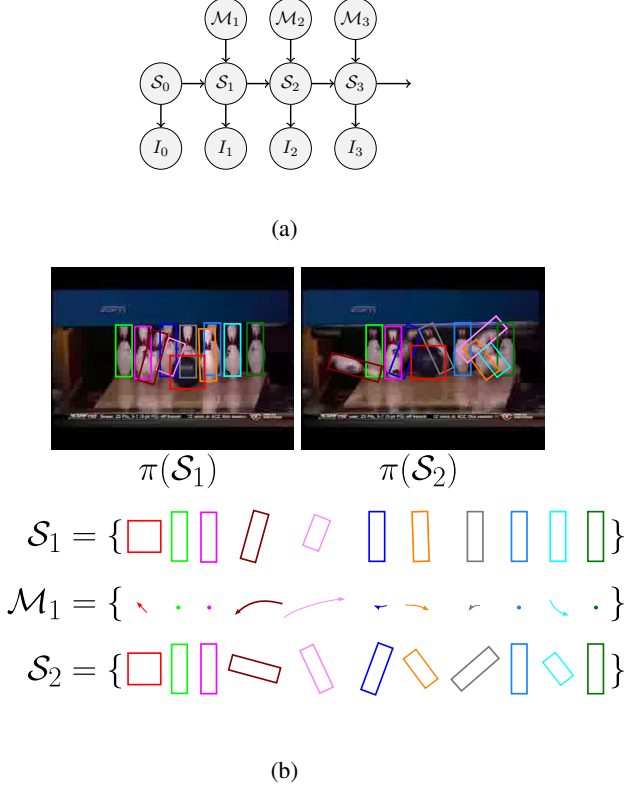 𝓜₁ 𝓜₂ 𝓜₃
𝓢₀ 𝓢₁ 𝓢₂ 𝓢₃
I₀ I₁ I₂ I₃
(a)
π(𝓢₁) π(𝓢₂)
𝓢₁ = { }
𝓜₁ = { }
𝓢₂ = { }
(b)